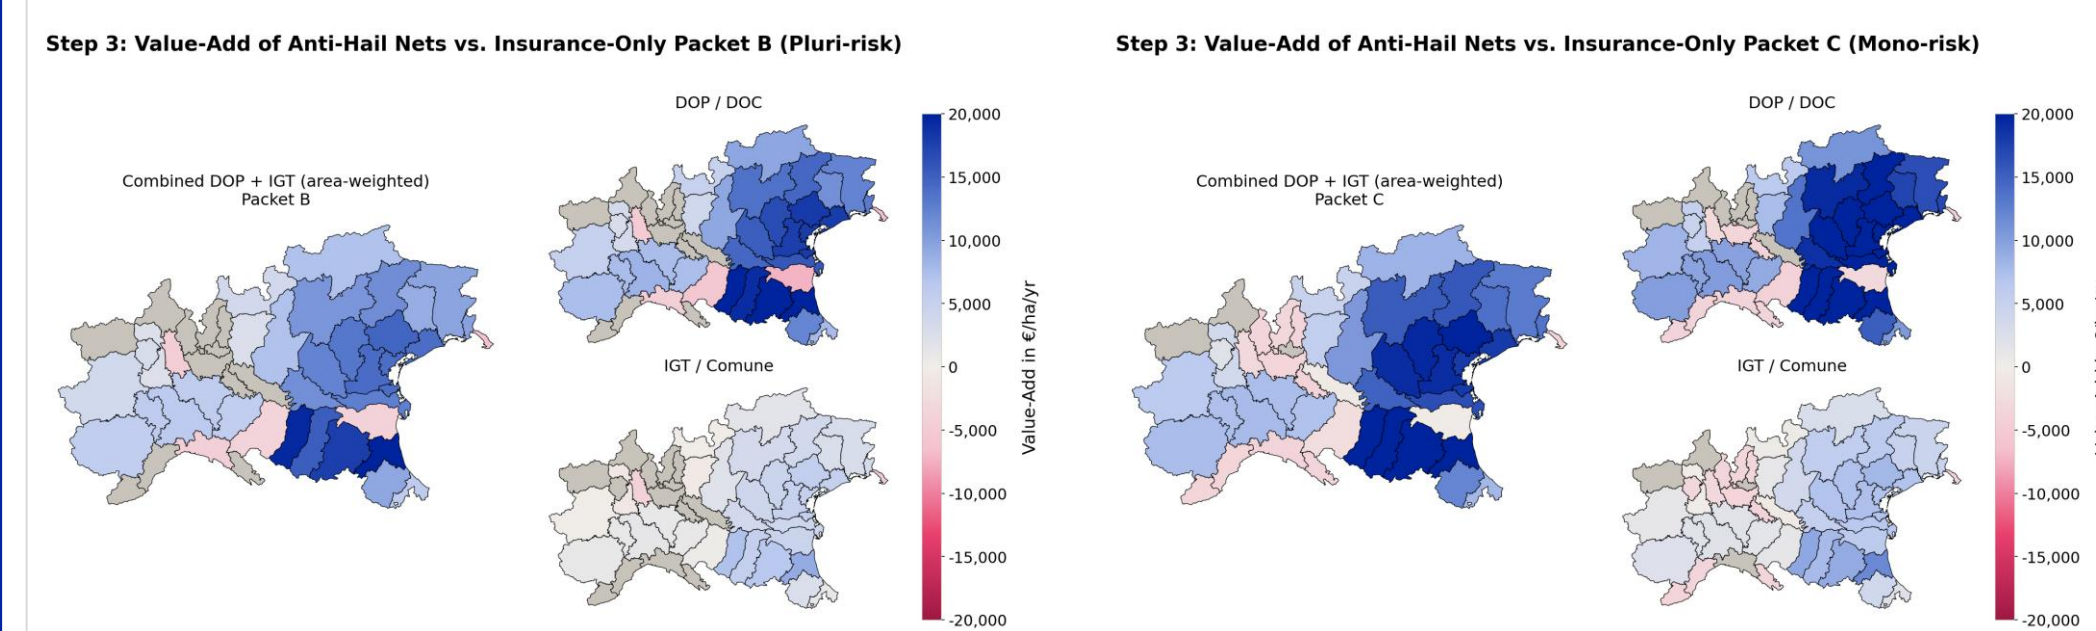 Step 3: Value-Add of Anti-Hail Nets vs. Insurance-Only Packet B (Pluri-risk)
Combined DOP + IGT (area-weighted)
Packet B
DOP / DOC
IGT / Comune
20,000
15,000
10,000
5,000
0
-5,000
-10,000
-15,000
-20,000
Value-Add in €/ha/yr
Step 3: Value-Add of Anti-Hail Nets vs. Insurance-Only Packet C (Mono-risk)
Combined DOP + IGT (area-weighted)
Packet C
DOP / DOC
IGT / Comune
20,000
15,000
10,000
5,000
0
-5,000
-10,000
-15,000
-20,000